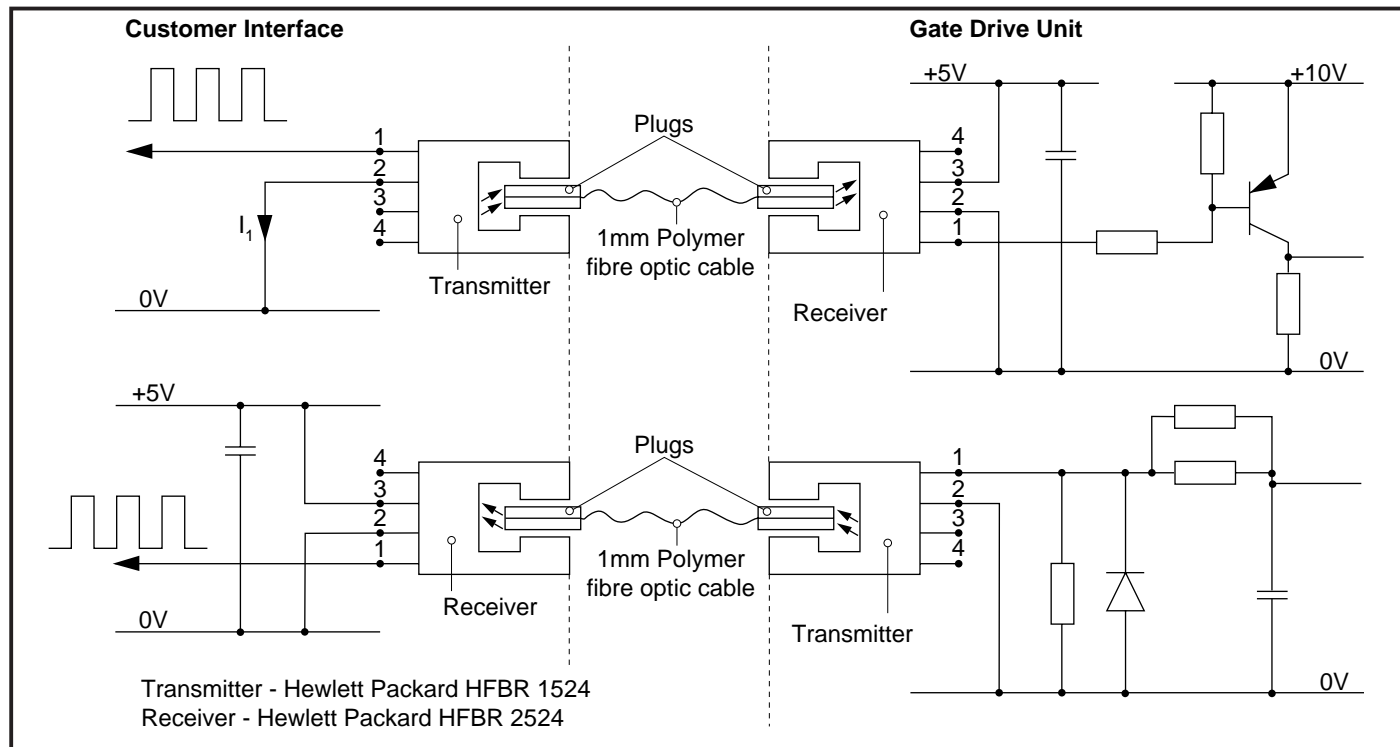 Customer Interface
Gate Drive Unit
+5V
+10V
Plugs
1
2
3
4
4
3
2
1
I1
1mm Polymer
fibre optic cable
Transmitter
Receiver
0V
0V
+5V
Plugs
4
3
2
1
1
2
3
4
1mm Polymer
fibre optic cable
Receiver
Transmitter
0V
0V
Transmitter - Hewlett Packard HFBR 1524
Receiver - Hewlett Packard HFBR 2524